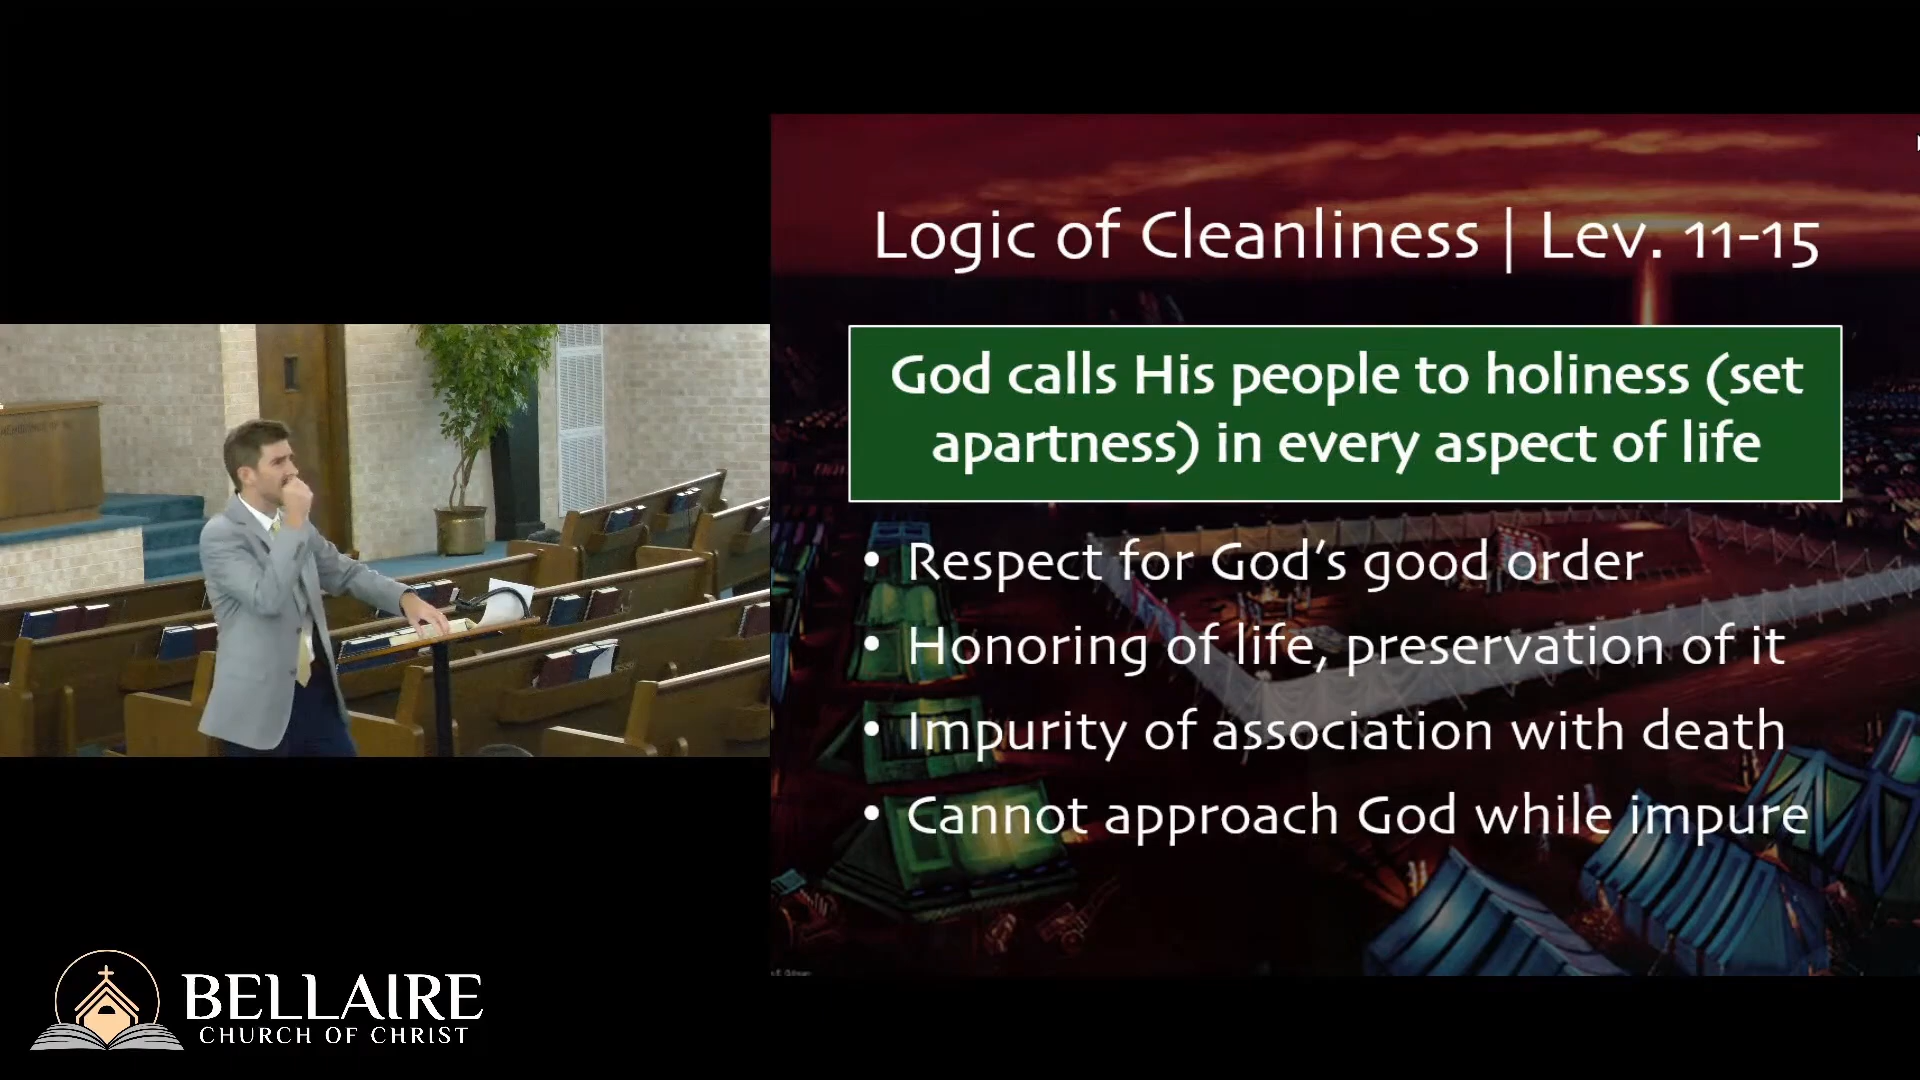 Logic of Cleanliness | Lev. 11-15
God calls His people to holiness (set
apartness) in every aspect of life
• Respect for God’s good order
• Honoring of life, preservation of it
• Impurity of association with death
• Cannot approach God while impure
BELLAIRE
CHURCH OF CHRIST